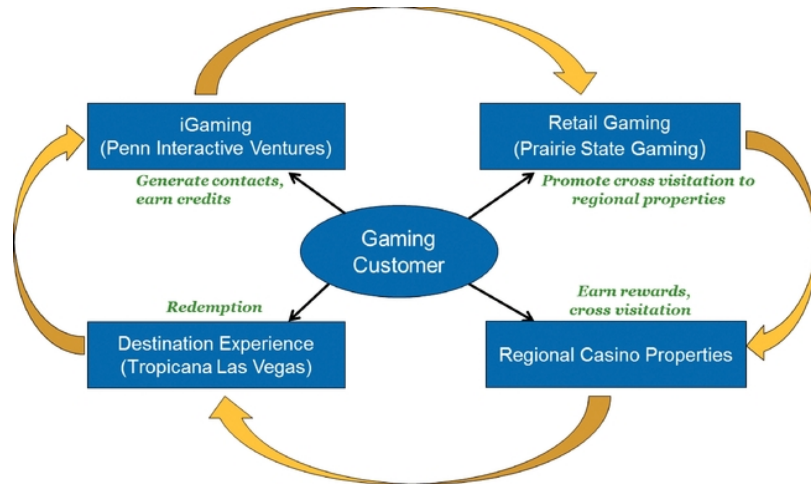 iGaming
(Penn Interactive Ventures)
Generate contacts,
earn credits
Retail Gaming
(Prairie State Gaming)
Promote cross visitation to
regional properties
Gaming
Customer
Redemption
Destination Experience
(Tropicana Las Vegas)
Earn rewards,
cross visitation
Regional Casino Properties